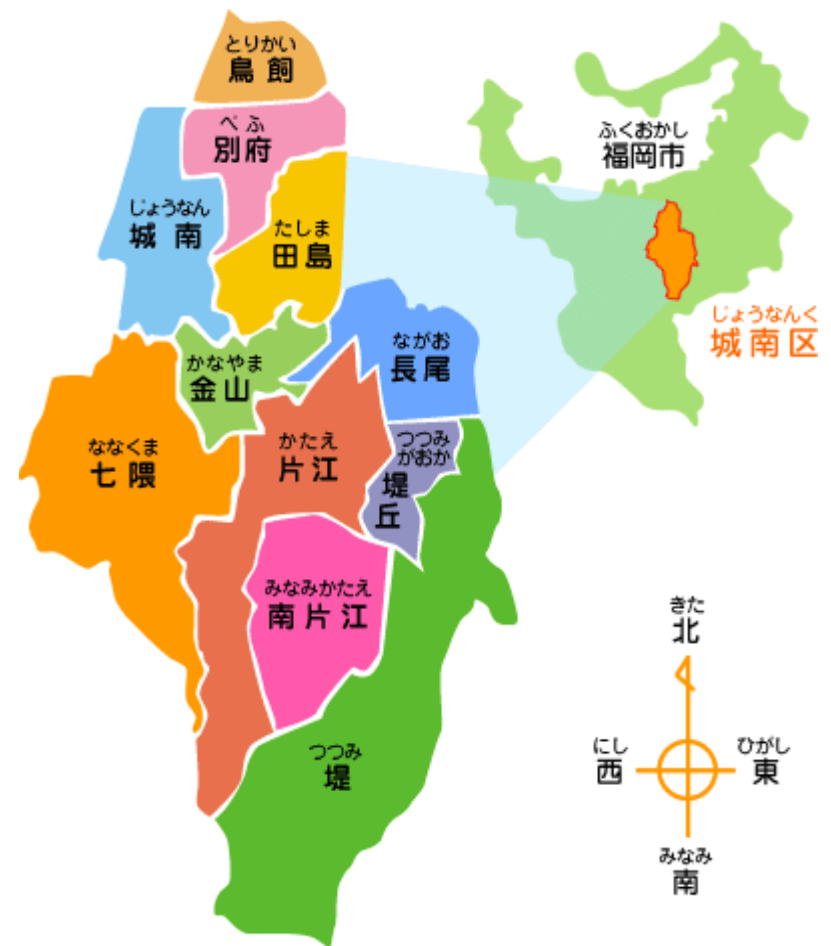 とりかい
鳥飼
べふ
別府
じょうなん
城南
たしま
田島
かなやま
金山
ながお
長尾
ななくま
七隈
かたえ
片江
つつみ
がおか
堤
丘
みなみかたえ
南片江
つつみ
堤
ふくおかし
福岡市
じょうなんく
城南区
きた
北
にし
西
ひがし
東
みなみ
南